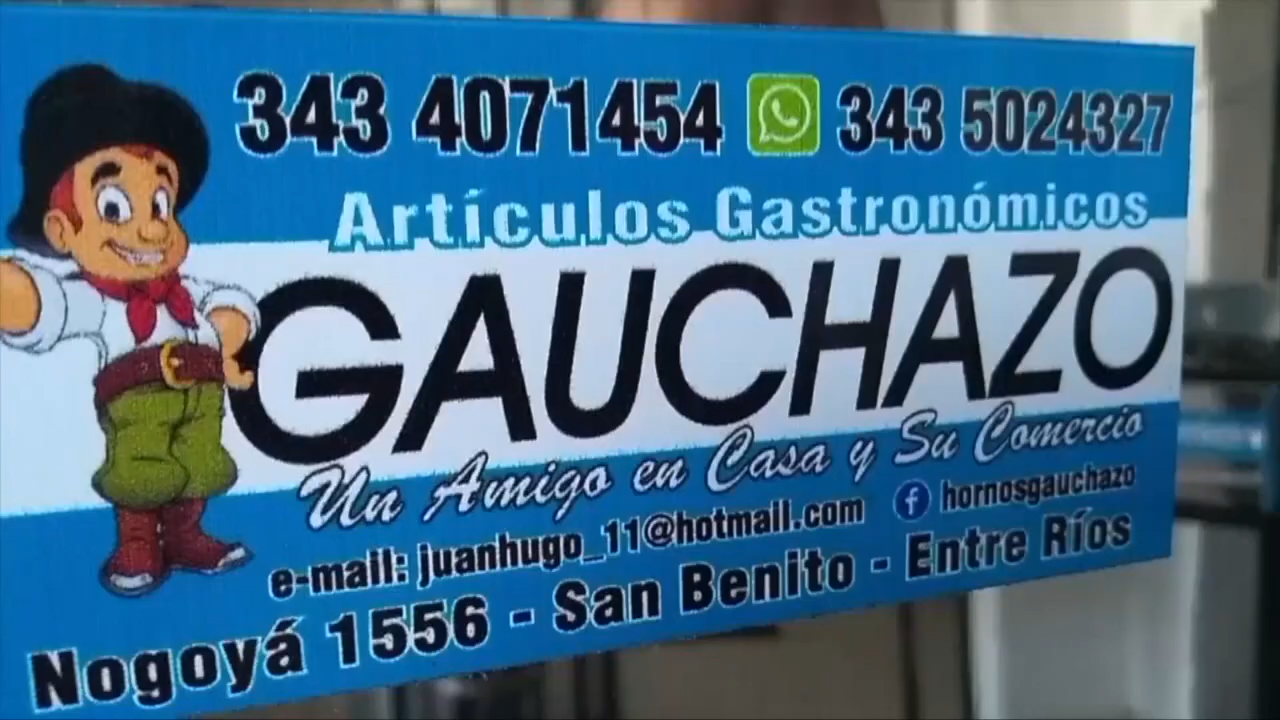 343 4071454 343 5024327
Artículos Gastronómicos
GAUCHAZO
Un Amigo en Casa y Su Comercio
e-mail: juanhugo_11@hotmail.com hornosgauchazo
Nogoyá 1556 - San Benito - Entre Ríos